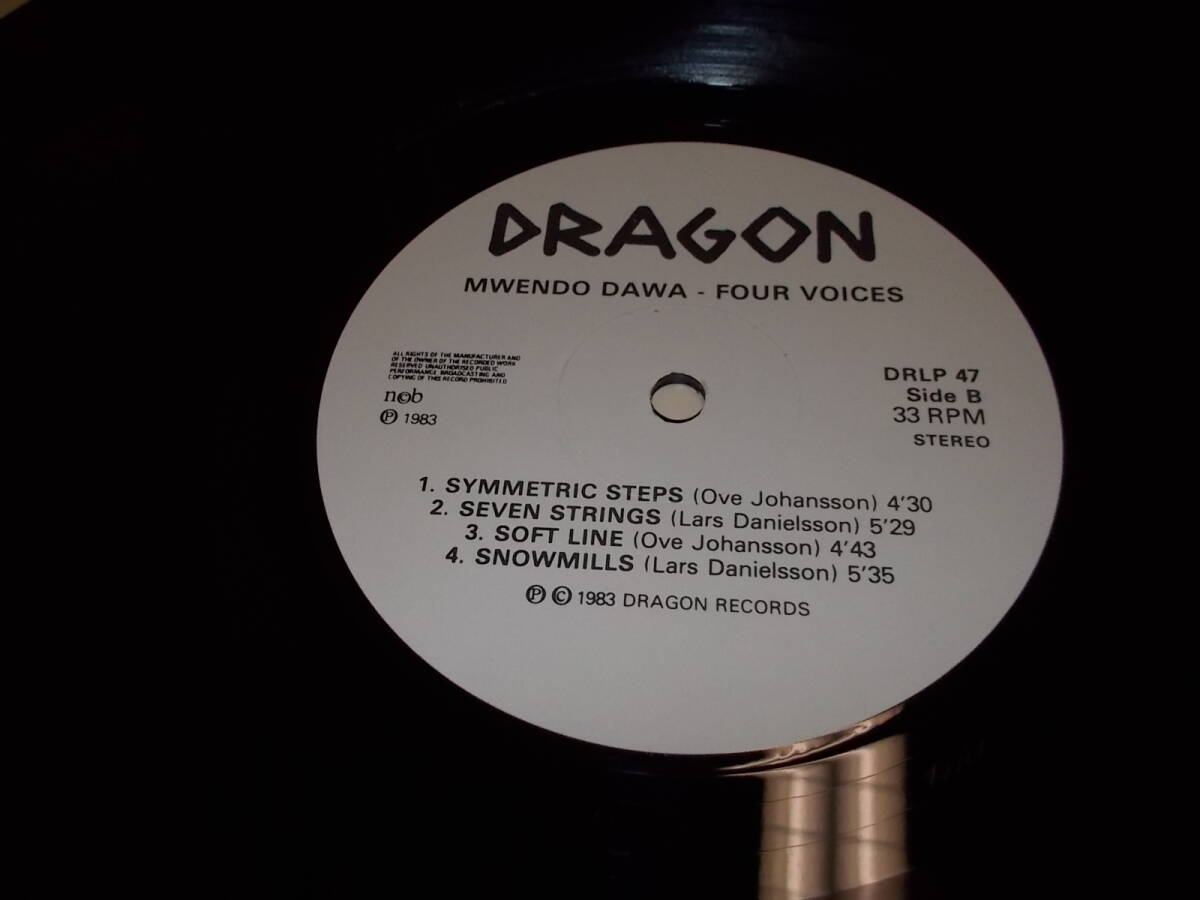 DRAGON
MWENDO DAWA - FOUR VOICES
ALL RIGHTS OF THE MANUFACTURER AND
OF THE OWNER OF THE RECORDED WORK
RESERVED UNAUTHORISED PUBLIC
PERFORMANCE BROADCASTING AND
COPYING OF THIS RECORD PROHIBITED
n©b
℗ 1983
DRLP 47
Side B
33 RPM
STEREO
1. SYMMETRIC STEPS (Ove Johansson) 4'30
2. SEVEN STRINGS (Lars Danielsson) 5'29
3. SOFT LINE (Ove Johansson) 4'43
4. SNOWMILLS (Lars Danielsson) 5'35
℗ © 1983 DRAGON RECORDS